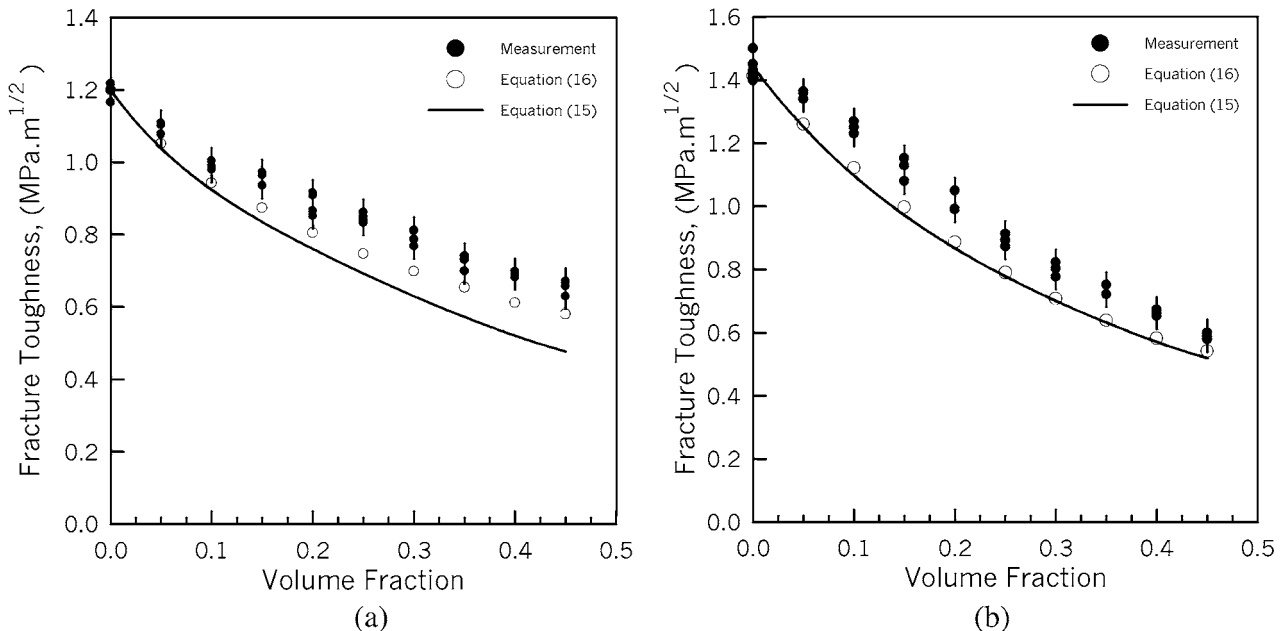 1.4
1.2
1.0
0.8
0.6
0.4
0.2
0.0
0.0
0.1
0.2
0.3
0.4
0.5
Fracture Toughness, (MPa.m1/2 )
Volume Fraction
Measurement
Equation (16)
Equation (15)
(a)
1.6
1.4
1.2
1.0
0.8
0.6
0.4
0.2
0.0
0.0
0.1
0.2
0.3
0.4
0.5
Fracture Toughness, (MPa.m1/2)
Volume Fraction
Measurement
Equation (16)
Equation (15)
(b)